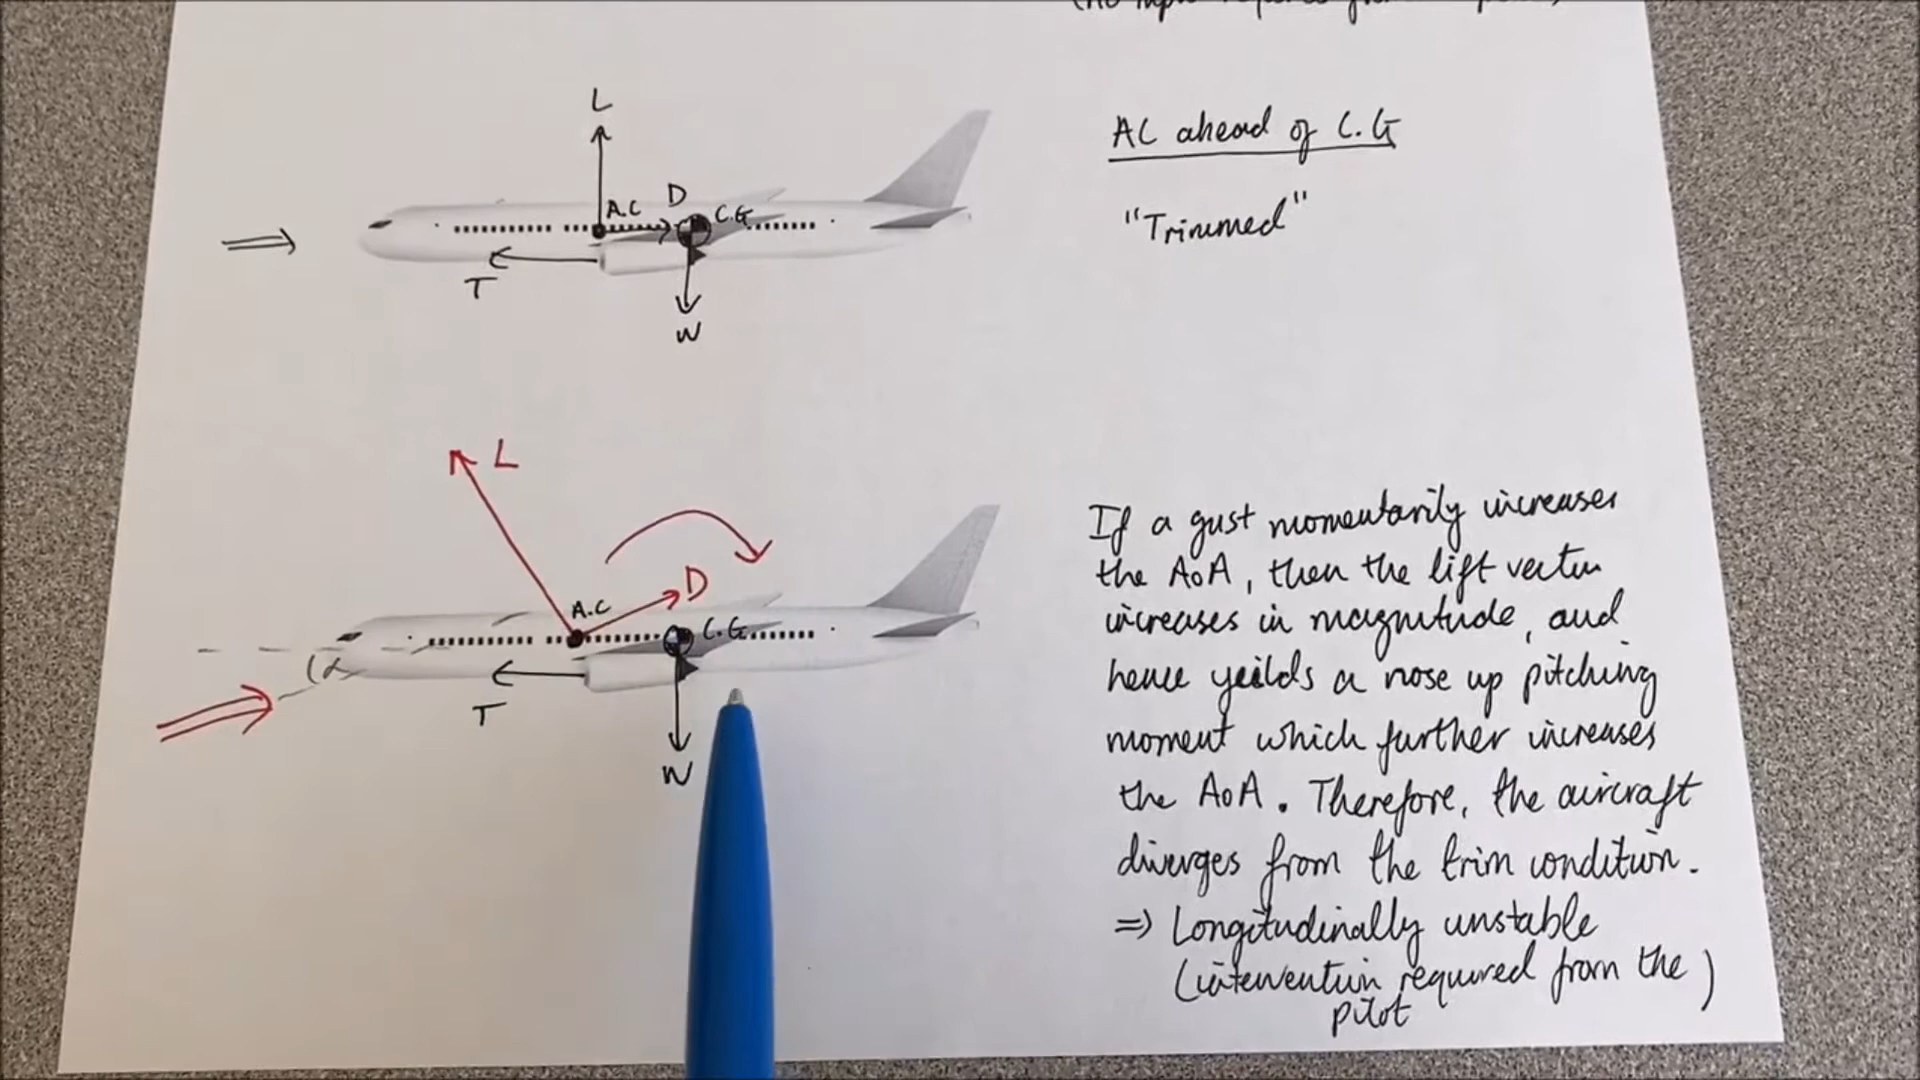 L
A.C D C.G
T
W
AC ahead of C.G
"Trimmed"
L
D
A.C
C.G
(α
T
W
If a gust momentarily increases
the AoA, then the lift vector
increases in magnitude, and
hence yeilds a nose up pitching
moment which further increases
the AoA. Therefore, the aircraft
diverges from the trim condition.
=> Longitudinally unstable
(intervention required from the )
pilot